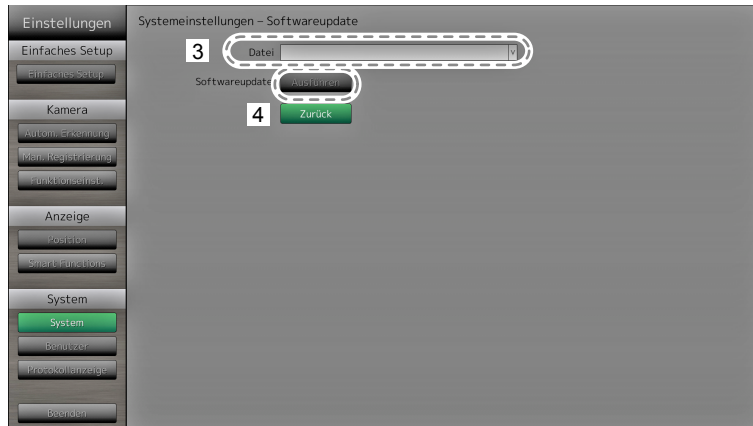 Einstellungen
Einfaches Setup
Einfaches Setup
Kamera
Autom. Erkennung
Man. Registrierung
Funktionseinst.
Anzeige
Position
Smart Functions
System
System
Benutzer
Protokollanzeige
Beenden
Systemeinstellungen – Softwareupdate
3
Datei
Softwareupdate Ausführen
4
Zurück